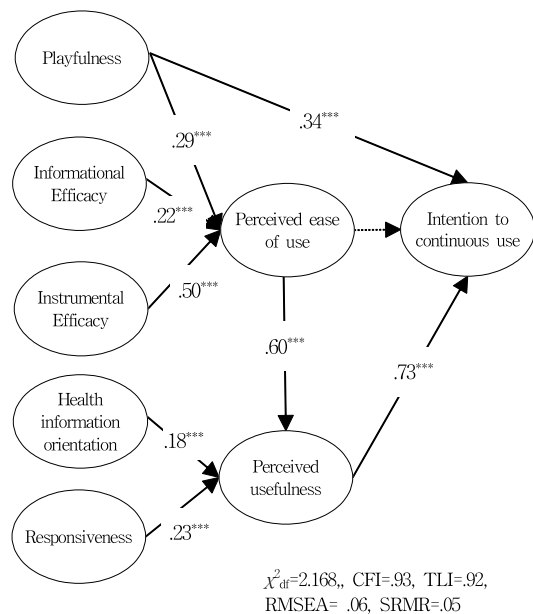 Playfulness
.34***
.29***
Informational
Efficacy
.22***
Perceived ease
of use
Intention to
continuous use
Instrumental
Efficacy
.50***
.60***
.73***
Health
information
orientation
.18***
Perceived
usefulness
Responsiveness
.23***
χ²df=2.168,, CFI=.93, TLI=.92,
RMSEA= .06, SRMR=.05